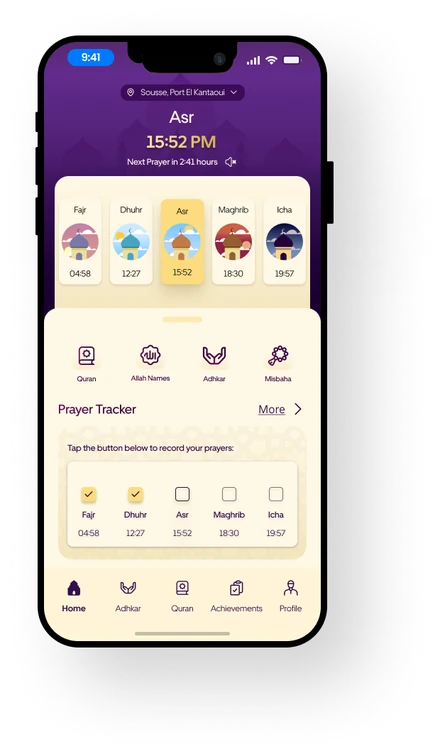 9:41
Sousse, Port El Kantaoui
Asr
15:52 PM
Next Prayer in 2:41 hours
Fajr Dhuhr Asr Maghrib Icha
04:58 12:27 15:52 18:30 19:57
Quran Allah Names Adhkar Misbaha
Prayer Tracker More
Tap the button below to record your prayers:
Fajr Dhuhr Asr Maghrib Icha
04:58 12:27 15:52 18:30 19:57
Home Adhkar Quran Achievements Profile